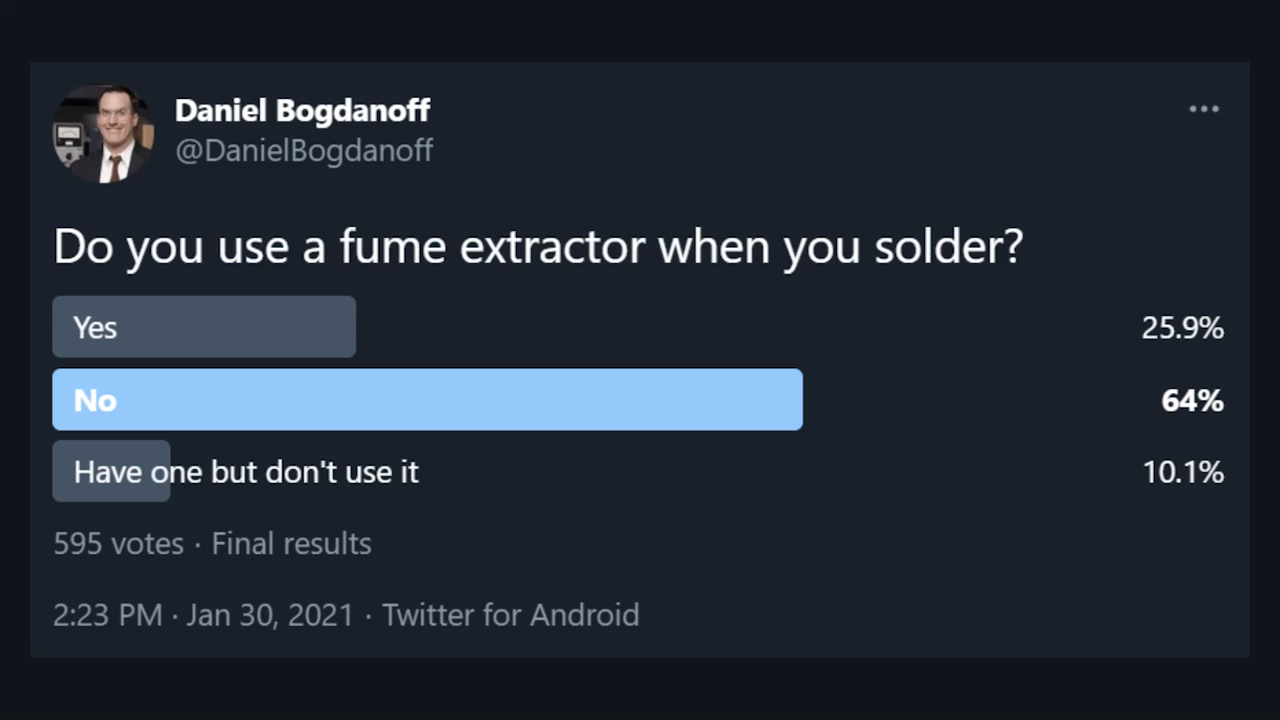 Daniel Bogdanoff
@DanielBogdanoff
Do you use a fume extractor when you solder?
Yes 25.9%
No 64%
Have one but don't use it 10.1%
595 votes · Final results
2:23 PM · Jan 30, 2021 · Twitter for Android